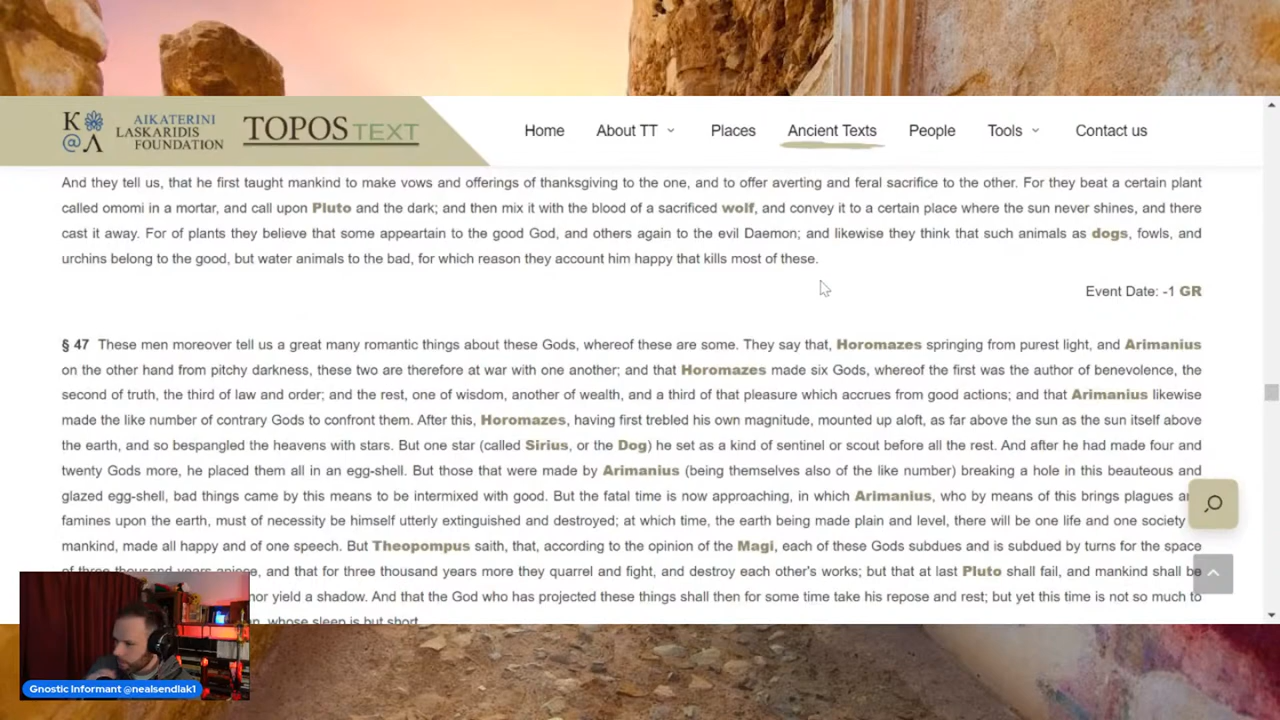 K @ Λ
AIKATERINI
LASKARIDIS
FOUNDATION
TOPOS TEXT
Home About TT Places Ancient Texts People Tools Contact us
And they tell us, that he first taught mankind to make vows and offerings of thanksgiving to the one, and to offer averting and feral sacrifice to the other. For they beat a certain plant
called omomi in a mortar, and call upon Pluto and the dark; and then mix it with the blood of a sacrificed wolf, and convey it to a certain place where the sun never shines, and there
cast it away. For of plants they believe that some appeartain to the good God, and others again to the evil Daemon; and likewise they think that such animals as dogs, fowls, and
urchins belong to the good, but water animals to the bad, for which reason they account him happy that kills most of these.
Event Date: -1 GR
§ 47 These men moreover tell us a great many romantic things about these Gods, whereof these are some. They say that, Horomazes springing from purest light, and Arimanius
on the other hand from pitchy darkness, these two are therefore at war with one another; and that Horomazes made six Gods, whereof the first was the author of benevolence, the
second of truth, the third of law and order; and the rest, one of wisdom, another of wealth, and a third of that pleasure which accrues from good actions; and that Arimanius likewise
made the like number of contrary Gods to confront them. After this, Horomazes, having first trebled his own magnitude, mounted up aloft, as far above the sun as the sun itself above
the earth, and so bespangled the heavens with stars. But one star (called Sirius, or the Dog) he set as a kind of sentinel or scout before all the rest. And after he had made four and
twenty Gods more, he placed them all in an egg-shell. But those that were made by Arimanius (being themselves also of the like number) breaking a hole in this beauteous and
glazed egg-shell, bad things came by this means to be intermixed with good. But the fatal time is now approaching, in which Arimanius, who by means of this brings plagues
famines upon the earth, must of necessity be himself utterly extinguished and destroyed; at which time, the earth being made plain and level, there will be one life and one society
mankind, made all happy and of one speech. But Theopompus saith, that, according to the opinion of the Magi, each of these Gods subdues and is subdued by turns for the space
of three thousand years apiece, and that for three thousand years more they quarrel and fight, and destroy each other's works; but that at last Pluto shall fail, and mankind shall be
nor yield a shadow. And that the God who has projected these things shall then for some time take his repose and rest; but yet this time is not so much to
whose sleep is but short.
Gnostic Informant @nealsendlak1